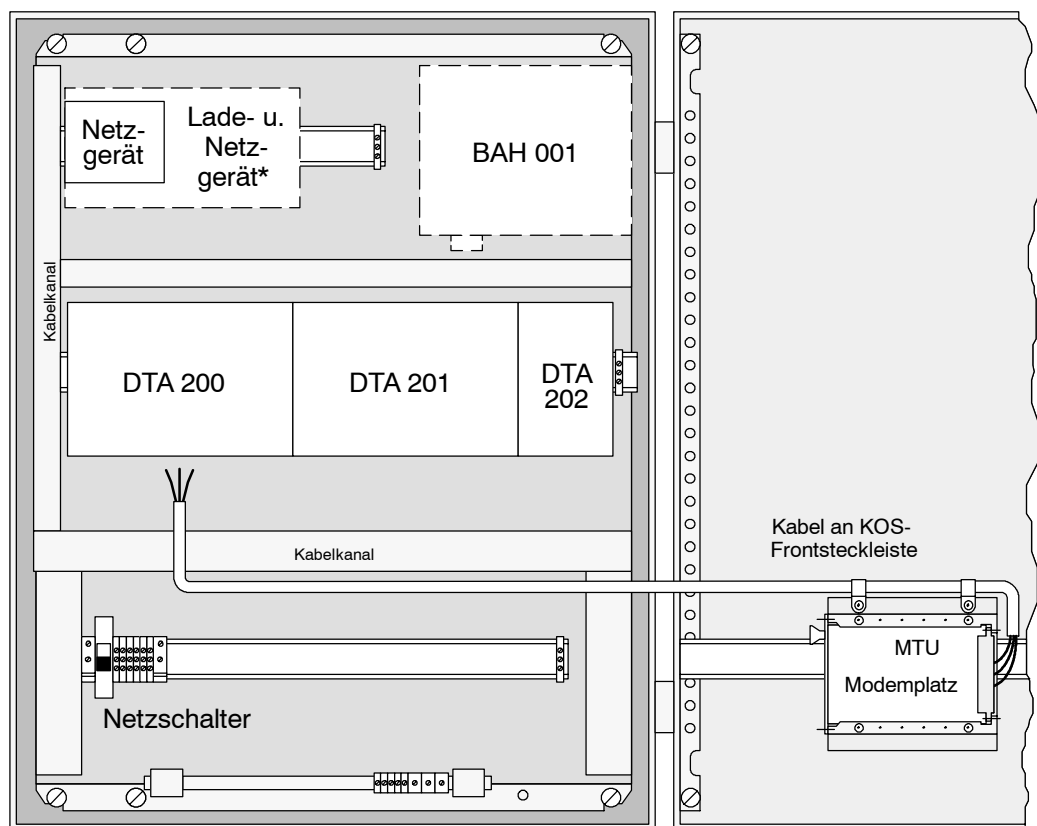 Netz-
gerät
Lade- u.
Netz-
gerät*
BAH 001
Kabelkanal
DTA 200
DTA 201
DTA
202
Kabelkanal
Kabel an KOS-
Frontsteckleiste
MTU
Modemplatz
Netzschalter